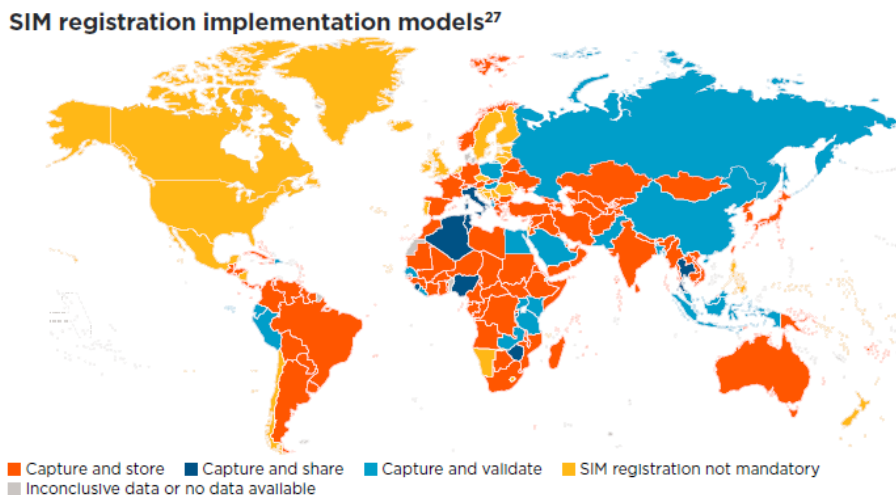 SIM registration implementation models²⁷
Capture and store Capture and share Capture and validate SIM registration not mandatory
Inconclusive data or no data available